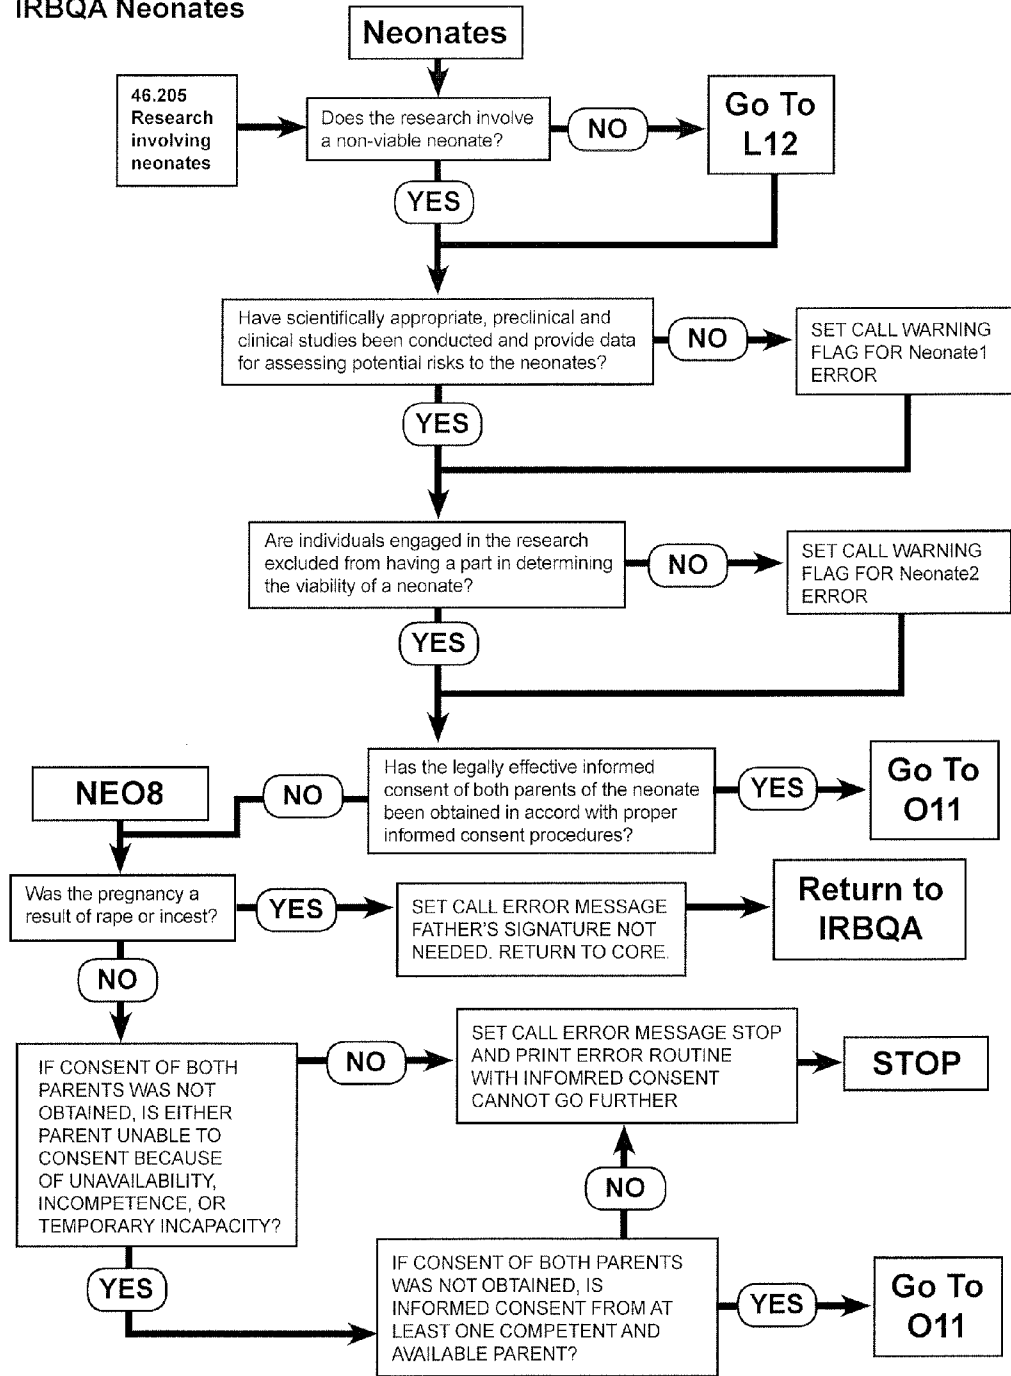 IRBQA Neonates
Neonates
46.205
Research
involving
neonates
Does the research involve
a non-viable neonate?
NO
Go To
L12
YES
Have scientifically appropriate, preclinical and
clinical studies been conducted and provide data
for assessing potential risks to the neonates?
NO
SET CALL WARNING
FLAG FOR Neonate1
ERROR
YES
Are individuals engaged in the research
excluded from having a part in determining
the viability of a neonate?
NO
SET CALL WARNING
FLAG FOR Neonate2
ERROR
YES
NEO8
NO
Has the legally effective informed
consent of both parents of the neonate
been obtained in accord with proper
informed consent procedures?
YES
Go To
O11
Was the pregnancy a
result of rape or incest?
YES
SET CALL ERROR MESSAGE
FATHER'S SIGNATURE NOT
NEEDED. RETURN TO CORE.
Return to
IRBQA
NO
IF CONSENT OF BOTH
PARENTS WAS NOT
OBTAINED, IS EITHER
PARENT UNABLE TO
CONSENT BECAUSE
OF UNAVAILABILITY,
INCOMPETENCE, OR
TEMPORARY INCAPACITY?
NO
SET CALL ERROR MESSAGE STOP
AND PRINT ERROR ROUTINE
WITH INFOMRED CONSENT
CANNOT GO FURTHER
STOP
NO
YES
IF CONSENT OF BOTH PARENTS
WAS NOT OBTAINED, IS
INFORMED CONSENT FROM AT
LEAST ONE COMPETENT AND
AVAILABLE PARENT?
YES
Go To
O11